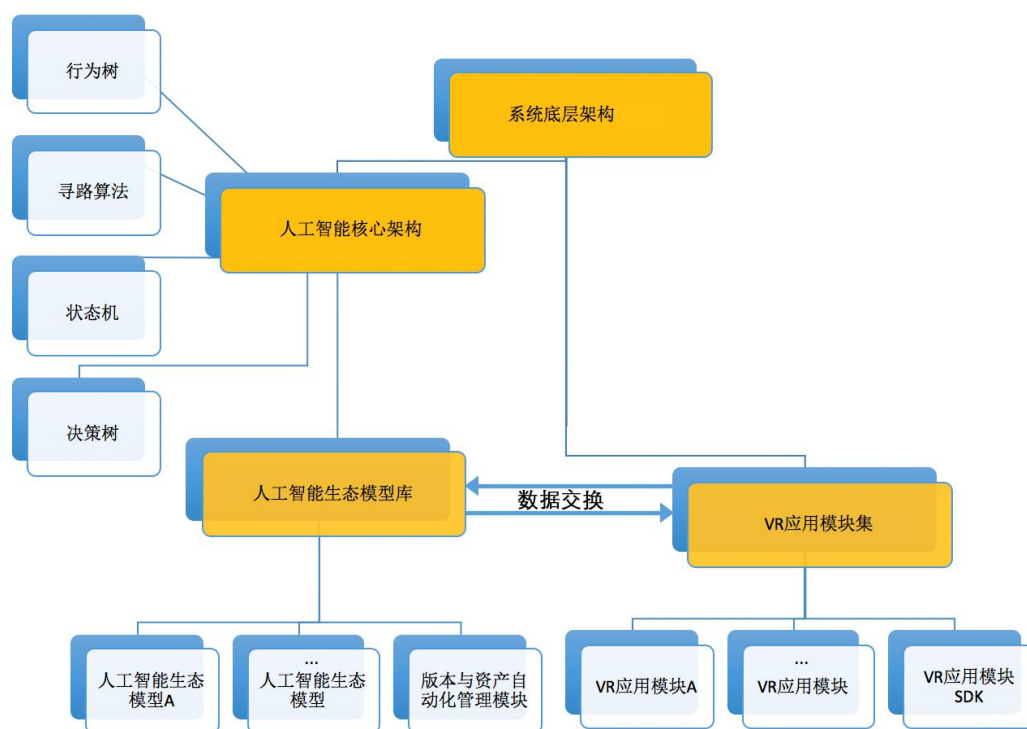 行为树
系统底层架构
寻路算法
人工智能核心架构
状态机
决策树
人工智能生态模型库
数据交换
VR应用模块集
人工智能生态
模型A
...
人工智能生态
模型
版本与资产自
动化管理模块
VR应用模块A
...
VR应用模块
VR应用模块
SDK